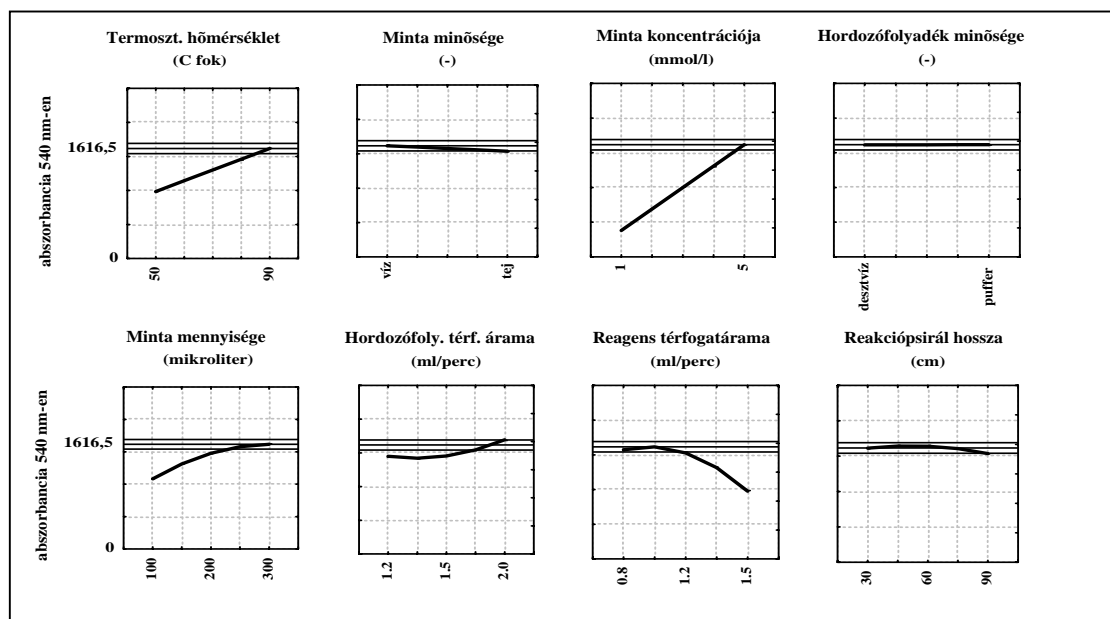 Termoszt. hõmérséklet
(C fok)
Minta minõsége
(-)
Minta koncentrációja
(mmol/l)
Hordozófolyadék minõsége
(-)
abszorbancia 540 nm-en
1616,5
0
50
90
víz
tej
1
5
desztvíz
puffer
Minta mennyisége
(mikroliter)
Hordozófoly. térf. árama
(ml/perc)
Reagens térfogatárama
(ml/perc)
Reakciópsirál hossza
(cm)
abszorbancia 540 nm-en
1616,5
0
100
200
300
1.2
1.5
2.0
0.8
1.2
1.5
30
60
90